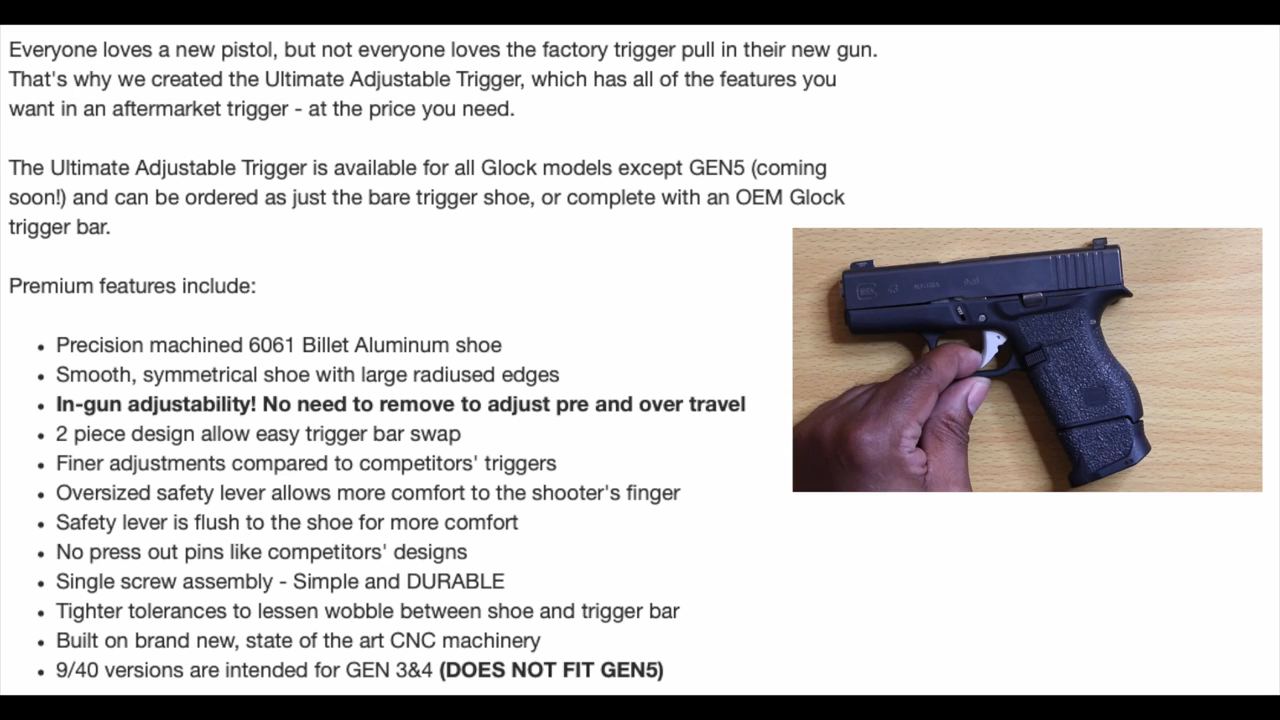 Everyone loves a new pistol, but not everyone loves the factory trigger pull in their new gun.
That's why we created the Ultimate Adjustable Trigger, which has all of the features you
want in an aftermarket trigger - at the price you need.
The Ultimate Adjustable Trigger is available for all Glock models except GEN5 (coming
soon!) and can be ordered as just the bare trigger shoe, or complete with an OEM Glock
trigger bar.
Premium features include:
• Precision machined 6061 Billet Aluminum shoe
• Smooth, symmetrical shoe with large radiused edges
• In-gun adjustability! No need to remove to adjust pre and over travel
• 2 piece design allow easy trigger bar swap
• Finer adjustments compared to competitors' triggers
• Oversized safety lever allows more comfort to the shooter's finger
• Safety lever is flush to the shoe for more comfort
• No press out pins like competitors' designs
• Single screw assembly - Simple and DURABLE
• Tighter tolerances to lessen wobble between shoe and trigger bar
• Built on brand new, state of the art CNC machinery
• 9/40 versions are intended for GEN 3&4 (DOES NOT FIT GEN5)
GLOCK 43